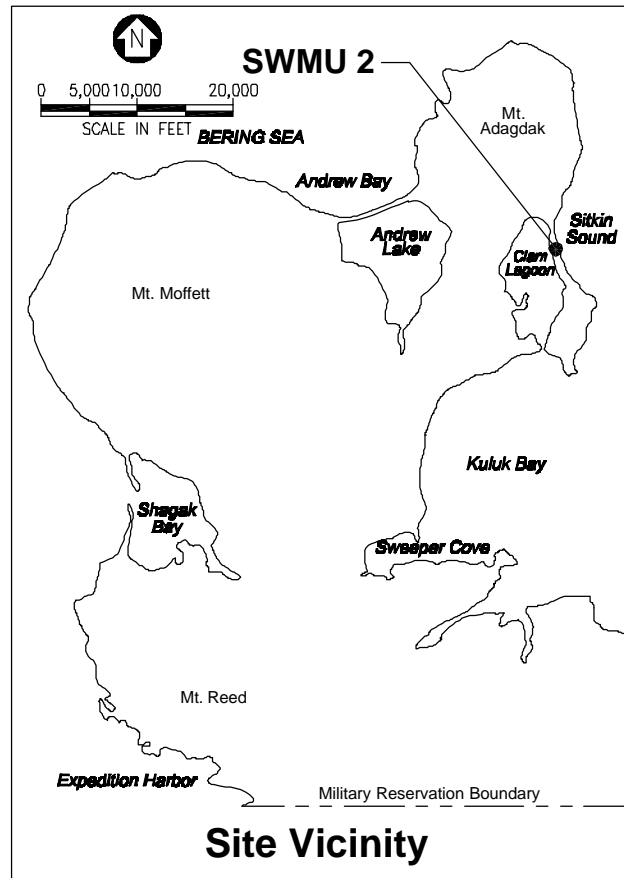 N
SWMU 2
0 5,000 10,000 20,000
SCALE IN FEET
BERING SEA
Mt.
Adagdak
Andrew Bay
Andrew
Lake
Sitkin
Sound
Clam
Lagoon
Mt. Moffett
Kuluk Bay
Shagak
Bay
Sweeper Cove
Mt. Reed
Expedition Harbor
Military Reservation Boundary
Site Vicinity